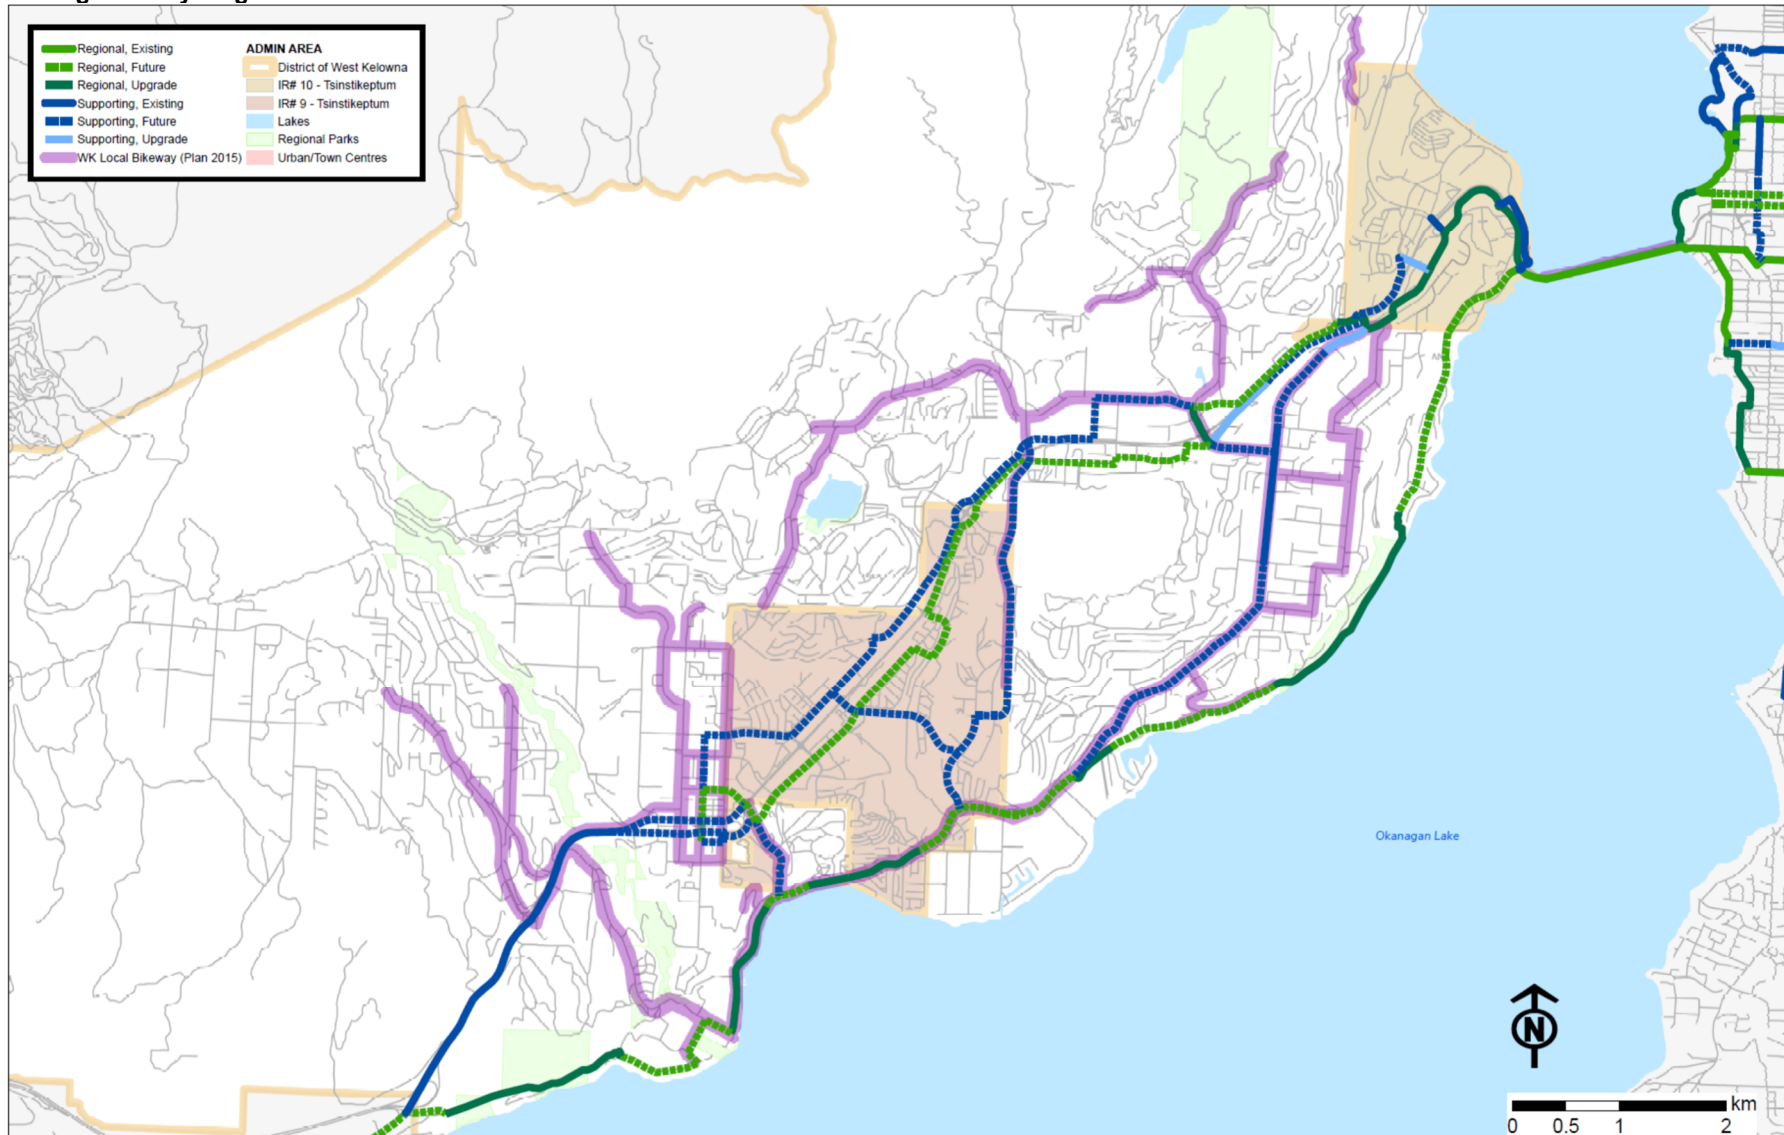 Regional, Existing
Regional, Future
Regional, Upgrade
Supporting, Existing
Supporting, Future
Supporting, Upgrade
WK Local Bikeway (Plan 2015)
ADMIN AREA
District of West Kelowna
IR# 10 - Tsinstikeptum
IR# 9 - Tsinstikeptum
Lakes
Regional Parks
Urban/Town Centres
Okanagan Lake
N
km
0 0.5 1 2